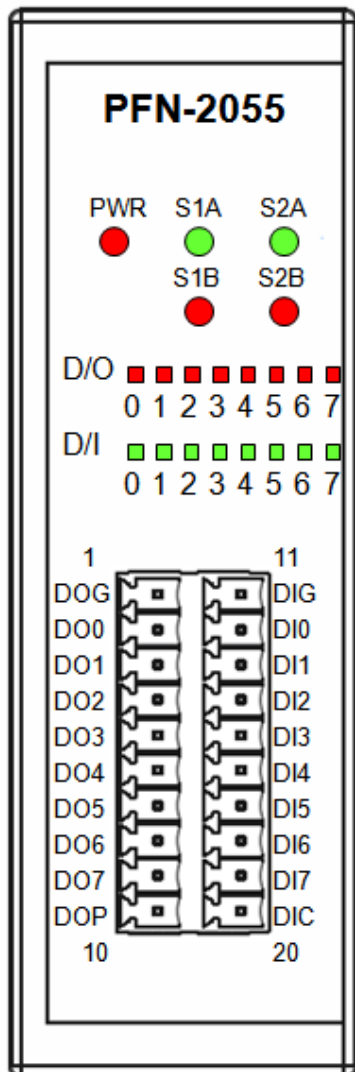 PFN-2055
PWR S1A S2A
S1B S2B
D/O
0 1 2 3 4 5 6 7
D/I
0 1 2 3 4 5 6 7
1 11
DOG DIG
DO0 DI0
DO1 DI1
DO2 DI2
DO3 DI3
DO4 DI4
DO5 DI5
DO6 DI6
DO7 DI7
DOP DIC
10 20